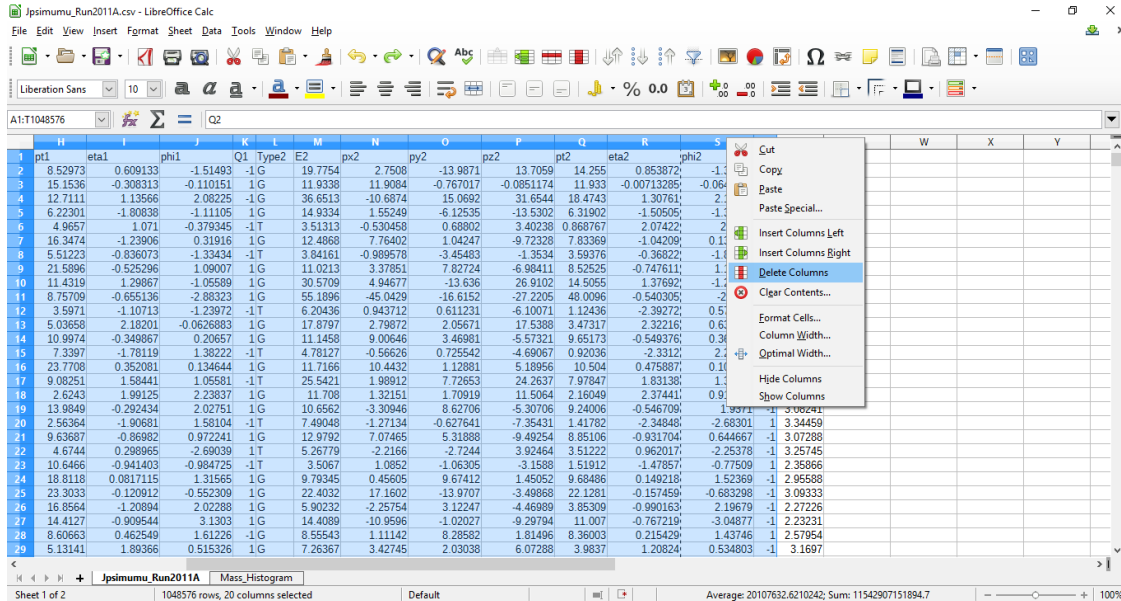 Jpsimumu_Run2011A.csv - LibreOffice Calc
File Edit View Insert Format Sheet Data Tools Window Help
Liberation Sans 10 a a a a % 0.0
A1:T1048576 Q2
H I J K L M N O P Q R S W X Y
1 pt1 eta1 phi1 Q1 Type2 E2 px2 py2 pz2 pt2 eta2 phi2
2 8.52973 0.609133 -1.51493 -1 G 19.7754 2.7508 -13.9871 13.7059 14.255 0.853872
3 15.1536 -0.308313 -0.110151 1 G 11.9338 11.9084 -0.767017 -0.0851174 11.933 -0.00713285
4 12.7111 1.13566 2.08225 -1 G 36.6513 -10.6874 15.0692 31.6544 18.4743 1.30761
5 6.22301 -1.80838 -1.11105 1 G 14.9334 1.55249 -6.12535 -13.5302 6.31902 -1.50505
6 4.9657 1.071 -0.379345 -1 T 3.51313 -0.530458 0.68802 3.40238 0.868767 2.07422
7 16.3474 -1.23906 0.31916 1 G 12.4868 7.76402 1.04247 -9.72328 7.83369 -1.04209
8 5.51223 -0.836073 -1.33434 -1 T 3.84161 -0.989578 -3.45483 -1.3534 3.59376 -0.36822
9 21.5896 -0.525296 1.09007 1 G 11.0213 3.37851 7.82724 -6.98411 8.52525 -0.747611
10 11.4319 1.29867 -1.05589 1 G 30.5709 4.94677 -13.636 26.9102 14.5055 1.37692
11 8.75709 -0.655136 -2.88323 1 G 55.1896 -45.0429 -16.6152 -27.2205 48.0096 -0.540305
12 3.5971 -1.10713 -1.23972 -1 T 6.20436 0.943712 0.611231 -6.10071 1.12436 -2.39272
13 5.03658 2.18201 -0.0626883 1 G 17.8797 2.79872 2.05671 17.5388 3.47317 2.32216
14 10.9974 -0.349867 0.20657 1 G 11.1458 9.00646 3.46981 -5.57321 9.65173 -0.549376
15 7.3397 -1.78119 1.38222 -1 T 4.78127 -0.56626 0.725542 -4.69067 0.92036 -2.3312
16 23.7708 0.352081 0.134644 1 G 11.7166 10.4432 1.12881 5.18956 10.504 0.475887
17 9.08251 1.58441 1.05581 -1 T 25.5421 1.98912 7.72653 24.2637 7.97847 1.83138
18 2.6243 1.99125 2.23837 1 G 11.708 1.32151 1.70919 11.5064 2.16049 2.37441
19 13.9849 -0.292434 2.02751 1 G 10.6562 -3.30946 8.62706 -5.30706 9.24006 -0.546709 1.9371 -1 3.08241
20 2.56364 -1.90681 1.58104 -1 T 7.49048 -1.27134 -0.627641 -7.35431 1.41782 -2.34848 -2.68301 1 3.34459
21 9.63687 -0.86982 0.972241 1 G 12.9792 7.07465 5.31888 -9.49254 8.85106 -0.931704 0.644667 -1 3.07288
22 4.6744 0.298965 -2.69039 1 T 5.26779 -2.2166 -2.7244 3.92464 3.51222 0.962017 -2.25378 -1 3.25745
23 10.6466 -0.941403 -0.984725 -1 T 3.5067 1.0852 -1.06305 -3.1588 1.51912 -1.47857 -0.77509 1 2.35866
24 18.8118 0.0817115 1.31565 1 G 9.79345 0.45605 9.67412 1.45052 9.68486 0.149218 1.52369 -1 2.95588
25 23.3033 -0.120912 -0.552309 1 G 22.4032 17.1602 -13.9707 -3.49868 22.1281 -0.157459 -0.683298 -1 3.09333
26 16.8564 -1.20894 2.02288 1 G 5.90232 -2.25754 3.12247 -4.46989 3.85309 -0.990163 2.19679 -1 2.27226
27 14.4127 -0.909544 3.1303 -1 G 14.4089 -10.9596 -1.02027 -9.29794 11.007 -0.767219 -3.04877 -1 2.23231
28 8.60663 0.462549 1.61226 -1 G 8.55543 1.11142 8.28582 1.81496 8.36003 0.215429 1.43746 1 2.57954
29 5.13141 1.89366 0.515326 1 G 7.26367 3.42745 2.03038 6.07288 3.9837 1.20824 0.534803 -1 3.1697
Cut
Copy
Paste
Paste Special...
Insert Columns Left
Insert Columns Right
Delete Columns
Clear Contents...
Format Cells...
Column Width...
Optimal Width...
Hide Columns
Show Columns
Jpsimumu_Run2011A Mass_Histogram
Sheet 1 of 2 1048576 rows, 20 columns selected Default Average: 20107632.6210242; Sum: 11542907151894.7 100%